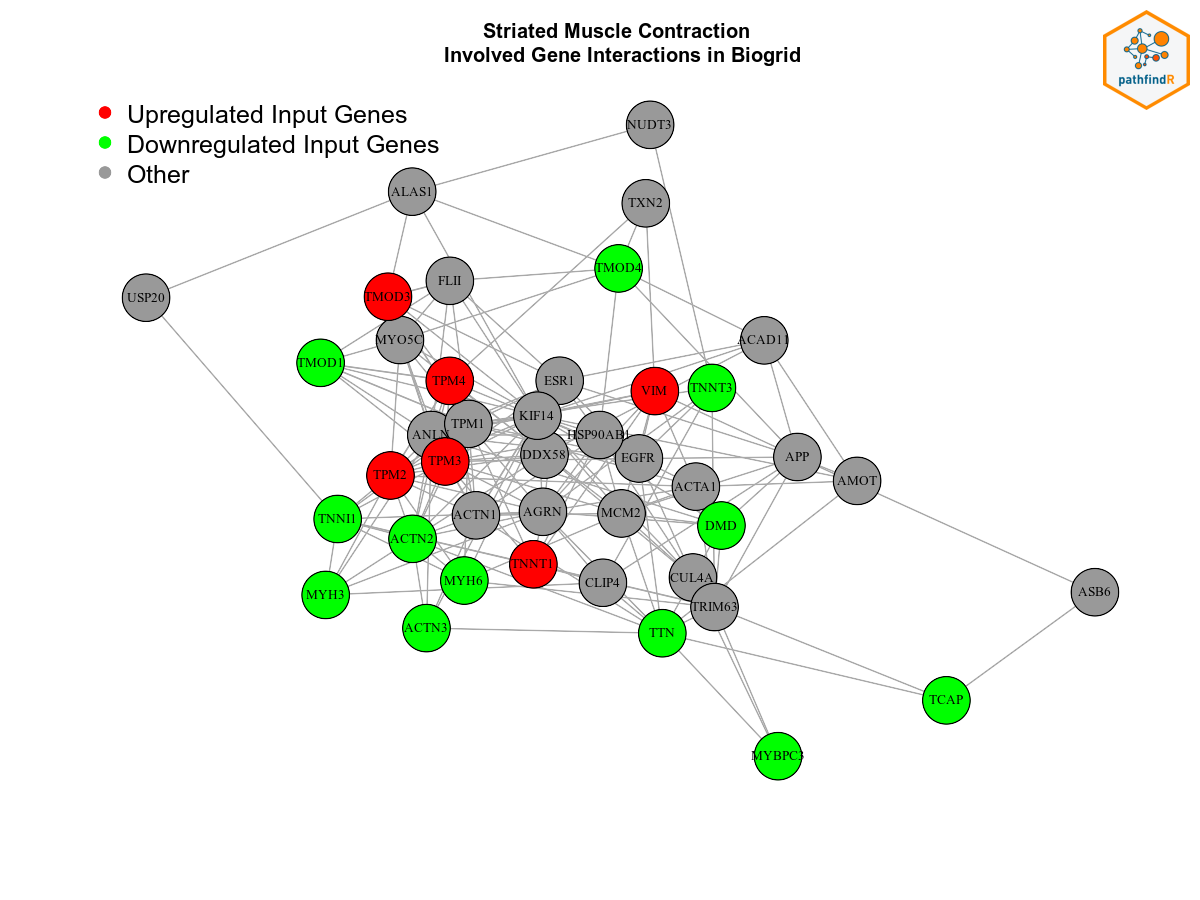 Striated Muscle Contraction
Involved Gene Interactions in Biogrid
pathfindR
Upregulated Input Genes
Downregulated Input Genes
Other
NUDT3
ALAS1
TXN2
TMOD4
FLII
TMOD3
USP20
MYO5C
ACAD11
TMOD1
TPM4
ESR1
VIM
TNNT3
KIF14
TPM1
ANLN
HSP90AB1
DDX58
EGFR
APP
TPM3
TPM2
AMOT
ACTA1
AGRN
ACTN1
MCM2
TNNI1
DMD
ACTN2
TNNT1
CUL4A
MYH6
CLIP4
ASB6
MYH3
TRIM63
ACTN3
TTN
TCAP
MYBPC3